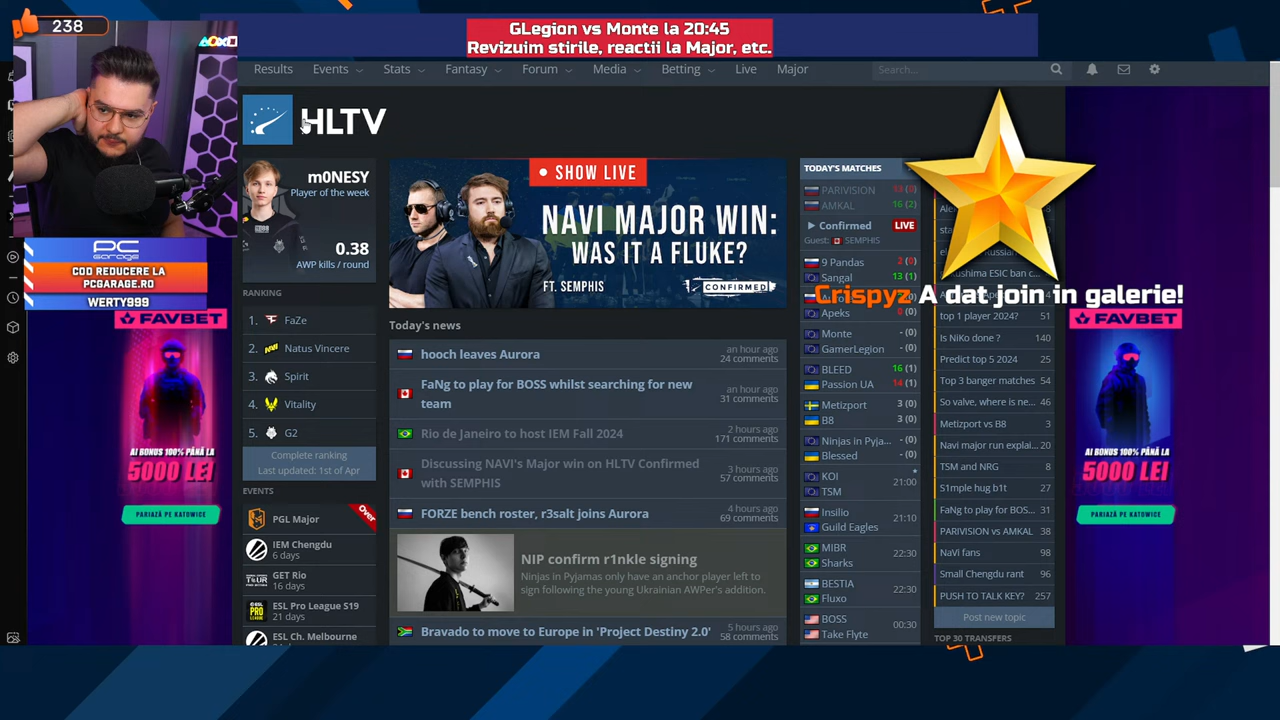 238
GLegion vs Monte la 20:45
Revizuim stirile, reactii la Major, etc.
Results Events Stats Fantasy Forum Media Betting Live Major
Search...
HLTV
m0NESY
Player of the week
0.38
AWP kills / round
RANKING
1. FaZe
2. Natus Vincere
3. Spirit
4. Vitality
5. G2
Complete ranking
Last updated: 1st of Apr
EVENTS
PGL Major
Over
IEM Chengdu
6 days
GET Rio
16 days
ESL Pro League S19
21 days
ESL Ch. Melbourne
PC
Garage
COD REDUCERE LA
PCGARAGE.RO
WERTY999
FAVBET
AI BONUS 100% PÂNĂ LA
5000 LEI
PARIAZĂ PE KATOWICE
SHOW LIVE
NAVI MAJOR WIN:
WAS IT A FLUKE?
FT. SEMPHIS
CONFIRMED
Today's news
hooch leaves Aurora
an hour ago
24 comments
FaNg to play for BOSS whilst searching for new
team
an hour ago
31 comments
Rio de Janeiro to host IEM Fall 2024
2 hours ago
171 comments
Discussing NAVI's Major win on HLTV Confirmed
with SEMPHIS
3 hours ago
57 comments
FORZE bench roster, r3salt joins Aurora
4 hours ago
69 comments
NIP confirm r1nkle signing
Ninjas in Pyjamas only have an anchor player left to
sign following the young Ukrainian AWPer's addition.
Bravado to move to Europe in 'Project Destiny 2.0'
5 hours ago
58 comments
TODAY'S MATCHES
PARIVISION 13 (0)
AMKAL 16 (2)
Confirmed LIVE
Guest: SEMPHIS
9 Pandas 2 (0)
Sangal 13 (1)
Apeks 0 (0)
Monte - (0)
GamerLegion - (0)
BLEED 16 (1)
Passion UA 14 (1)
Metizport 3 (0)
B8 3 (0)
Ninjas in Pyja... - (0)
Blessed - (0)
KOI
TSM
21:00
Insilio
Guild Eagles
21:10
MIBR
Sharks
22:30
BESTIA
Fluxo
22:30
BOSS
Take Flyte
00:30
Crispyz A dat join in galerie!
top 1 player 2024? 51
Is NiKo done ? 140
Predict top 5 2024 25
Top 3 banger matches 54
So valve, where is ne... 46
Metizport vs B8 3
Navi major run explai... 20
TSM and NRG 8
S1mple hug b1t 27
FaNg to play for BOS... 31
PARIVISION vs AMKAL 38
NaVi fans 98
Small Chengdu rant 96
PUSH TO TALK KEY? 257
Post new topic
TOP 30 TRANSFERS
FAVBET
AI BONUS 100% PÂNĂ LA
5000 LEI
PARIAZĂ PE KATOWICE